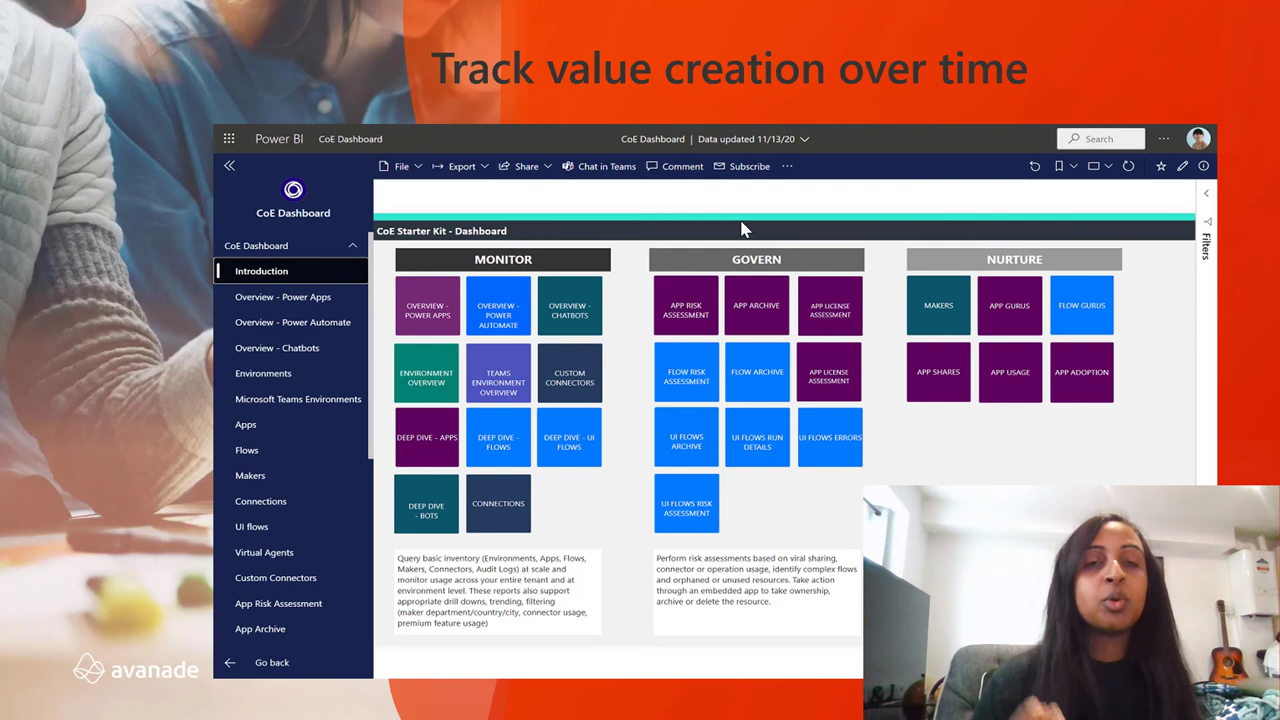 Track value creation over time
Power BI CoE Dashboard CoE Dashboard | Data updated 11/13/20 Search
File Export Share Chat in Teams Comment Subscribe
CoE Dashboard
CoE Dashboard
Introduction
Overview - Power Apps
Overview - Power Automate
Overview - Chatbots
Environments
Microsoft Teams Environments
Apps
Flows
Makers
Connections
UI flows
Virtual Agents
Custom Connectors
App Risk Assessment
App Archive
Go back
Filters
CoE Starter Kit - Dashboard
MONITOR
OVERVIEW -
POWER APPS
OVERVIEW -
POWER
AUTOMATE
OVERVIEW -
CHATBOTS
ENVIRONMENT
OVERVIEW
TEAMS
ENVIRONMENT
OVERVIEW
CUSTOM
CONNECTORS
DEEP DIVE - APPS
DEEP DIVE -
FLOWS
DEEP DIVE - UI
FLOWS
DEEP DIVE
- BOTS
CONNECTIONS
Query basic inventory (Environments, Apps, Flows,
Makers, Connectors, Audit Logs) at scale and
monitor usage across your entire tenant and at
environment level. These reports also support
appropriate drill downs, trending, filtering
(maker department/country/city, connector usage,
premium feature usage)
GOVERN
APP RISK
ASSESSMENT
APP ARCHIVE
APP LICENSE
ASSESSMENT
FLOW RISK
ASSESSMENT
FLOW ARCHIVE
APP LICENSE
ASSESSMENT
UI FLOWS
ARCHIVE
UI FLOWS RUN
DETAILS
UI FLOWS ERRORS
UI FLOWS RISK
ASSESSMENT
Perform risk assessments based on viral sharing,
connector or operation usage, identify complex flows
and orphaned or unused resources. Take action
through an embedded app to take ownership,
archive or delete the resource.
NURTURE
MAKERS
APP GURUS
FLOW GURUS
APP SHARES
APP USAGE
APP ADOPTION
avanade